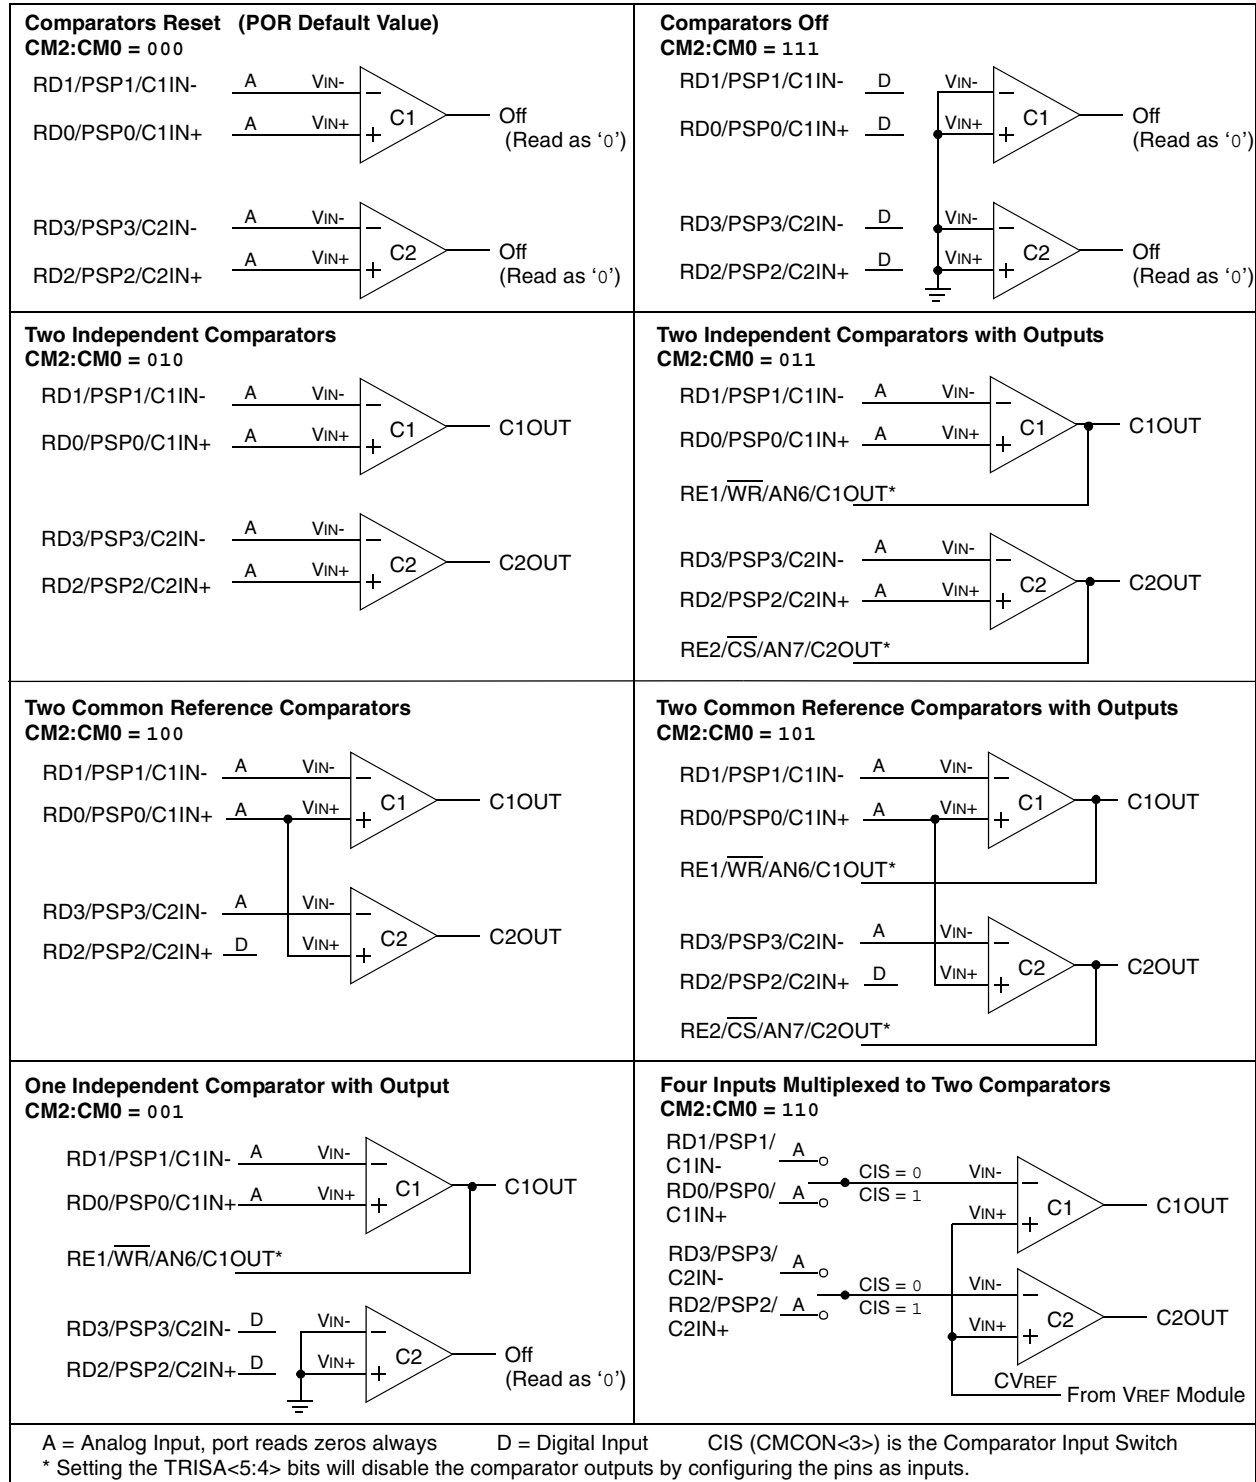 Comparators Reset (POR Default Value)
CM2:CM0 = 000
RD1/PSP1/C1IN- A VIN-
C1
Off
(Read as ‘0’)
RD0/PSP0/C1IN+ A VIN+
RD3/PSP3/C2IN- A VIN-
C2
Off
(Read as ‘0’)
RD2/PSP2/C2IN+ A VIN+
Comparators Off
CM2:CM0 = 111
RD1/PSP1/C1IN- D VIN-
C1
Off
(Read as ‘0’)
RD0/PSP0/C1IN+ D VIN+
RD3/PSP3/C2IN- D VIN-
C2
Off
(Read as ‘0’)
RD2/PSP2/C2IN+ D VIN+
Two Independent Comparators
CM2:CM0 = 010
RD1/PSP1/C1IN- A VIN-
C1 C1OUT
RD0/PSP0/C1IN+ A VIN+
RD3/PSP3/C2IN- A VIN-
C2 C2OUT
RD2/PSP2/C2IN+ A VIN+
Two Independent Comparators with Outputs
CM2:CM0 = 011
RD1/PSP1/C1IN- A VIN-
C1 C1OUT
RD0/PSP0/C1IN+ A VIN+
RE1/WR/AN6/C1OUT*
RD3/PSP3/C2IN- A VIN-
C2 C2OUT
RD2/PSP2/C2IN+ A VIN+
RE2/CS/AN7/C2OUT*
Two Common Reference Comparators
CM2:CM0 = 100
RD1/PSP1/C1IN- A VIN-
C1 C1OUT
RD0/PSP0/C1IN+ A VIN+
RD3/PSP3/C2IN- A VIN-
C2 C2OUT
RD2/PSP2/C2IN+ D VIN+
Two Common Reference Comparators with Outputs
CM2:CM0 = 101
RD1/PSP1/C1IN- A VIN-
C1 C1OUT
RD0/PSP0/C1IN+ A VIN+
RE1/WR/AN6/C1OUT*
RD3/PSP3/C2IN- A VIN-
C2 C2OUT
RD2/PSP2/C2IN+ D VIN+
RE2/CS/AN7/C2OUT*
One Independent Comparator with Output
CM2:CM0 = 001
RD1/PSP1/C1IN- A VIN-
C1 C1OUT
RD0/PSP0/C1IN+ A VIN+
RE1/WR/AN6/C1OUT*
RD3/PSP3/C2IN- D VIN-
C2
Off
(Read as ‘0’)
RD2/PSP2/C2IN+ D VIN+
Four Inputs Multiplexed to Two Comparators
CM2:CM0 = 110
RD1/PSP1/
C1IN- A
CIS = 0 VIN-
RD0/PSP0/
C1IN+ A
CIS = 1
VIN+
C1 C1OUT
RD3/PSP3/
C2IN- A
CIS = 0 VIN-
RD2/PSP2/
C2IN+ A
CIS = 1
VIN+
C2 C2OUT
CVREF
From VREF Module
A = Analog Input, port reads zeros always D = Digital Input CIS (CMCON<3>) is the Comparator Input Switch
* Setting the TRISA<5:4> bits will disable the comparator outputs by configuring the pins as inputs.